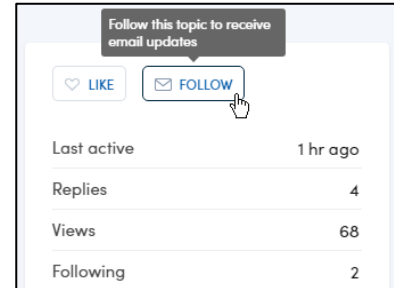 Follow this topic to receive
email updates
LIKE
FOLLOW
Last active 1 hr ago
Replies 4
Views 68
Following 2